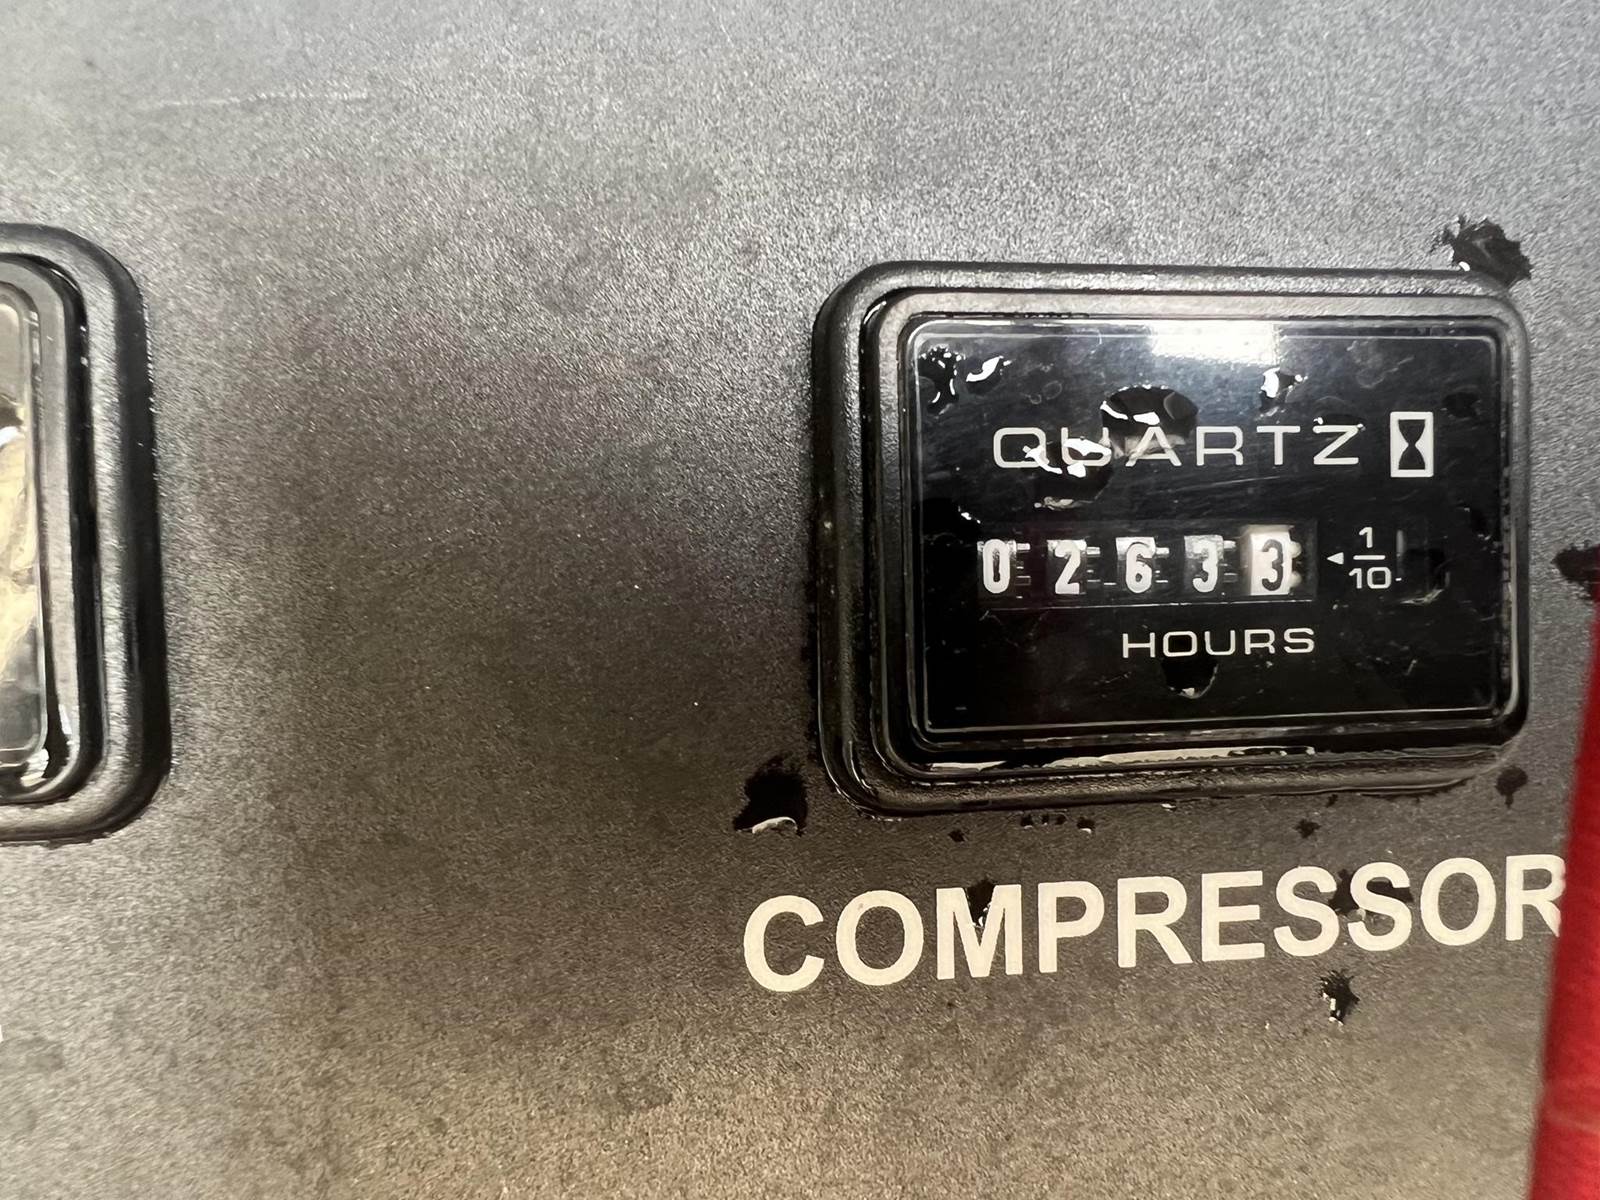 QUARTZ
02633 1/10
HOURS
COMPRESSOR